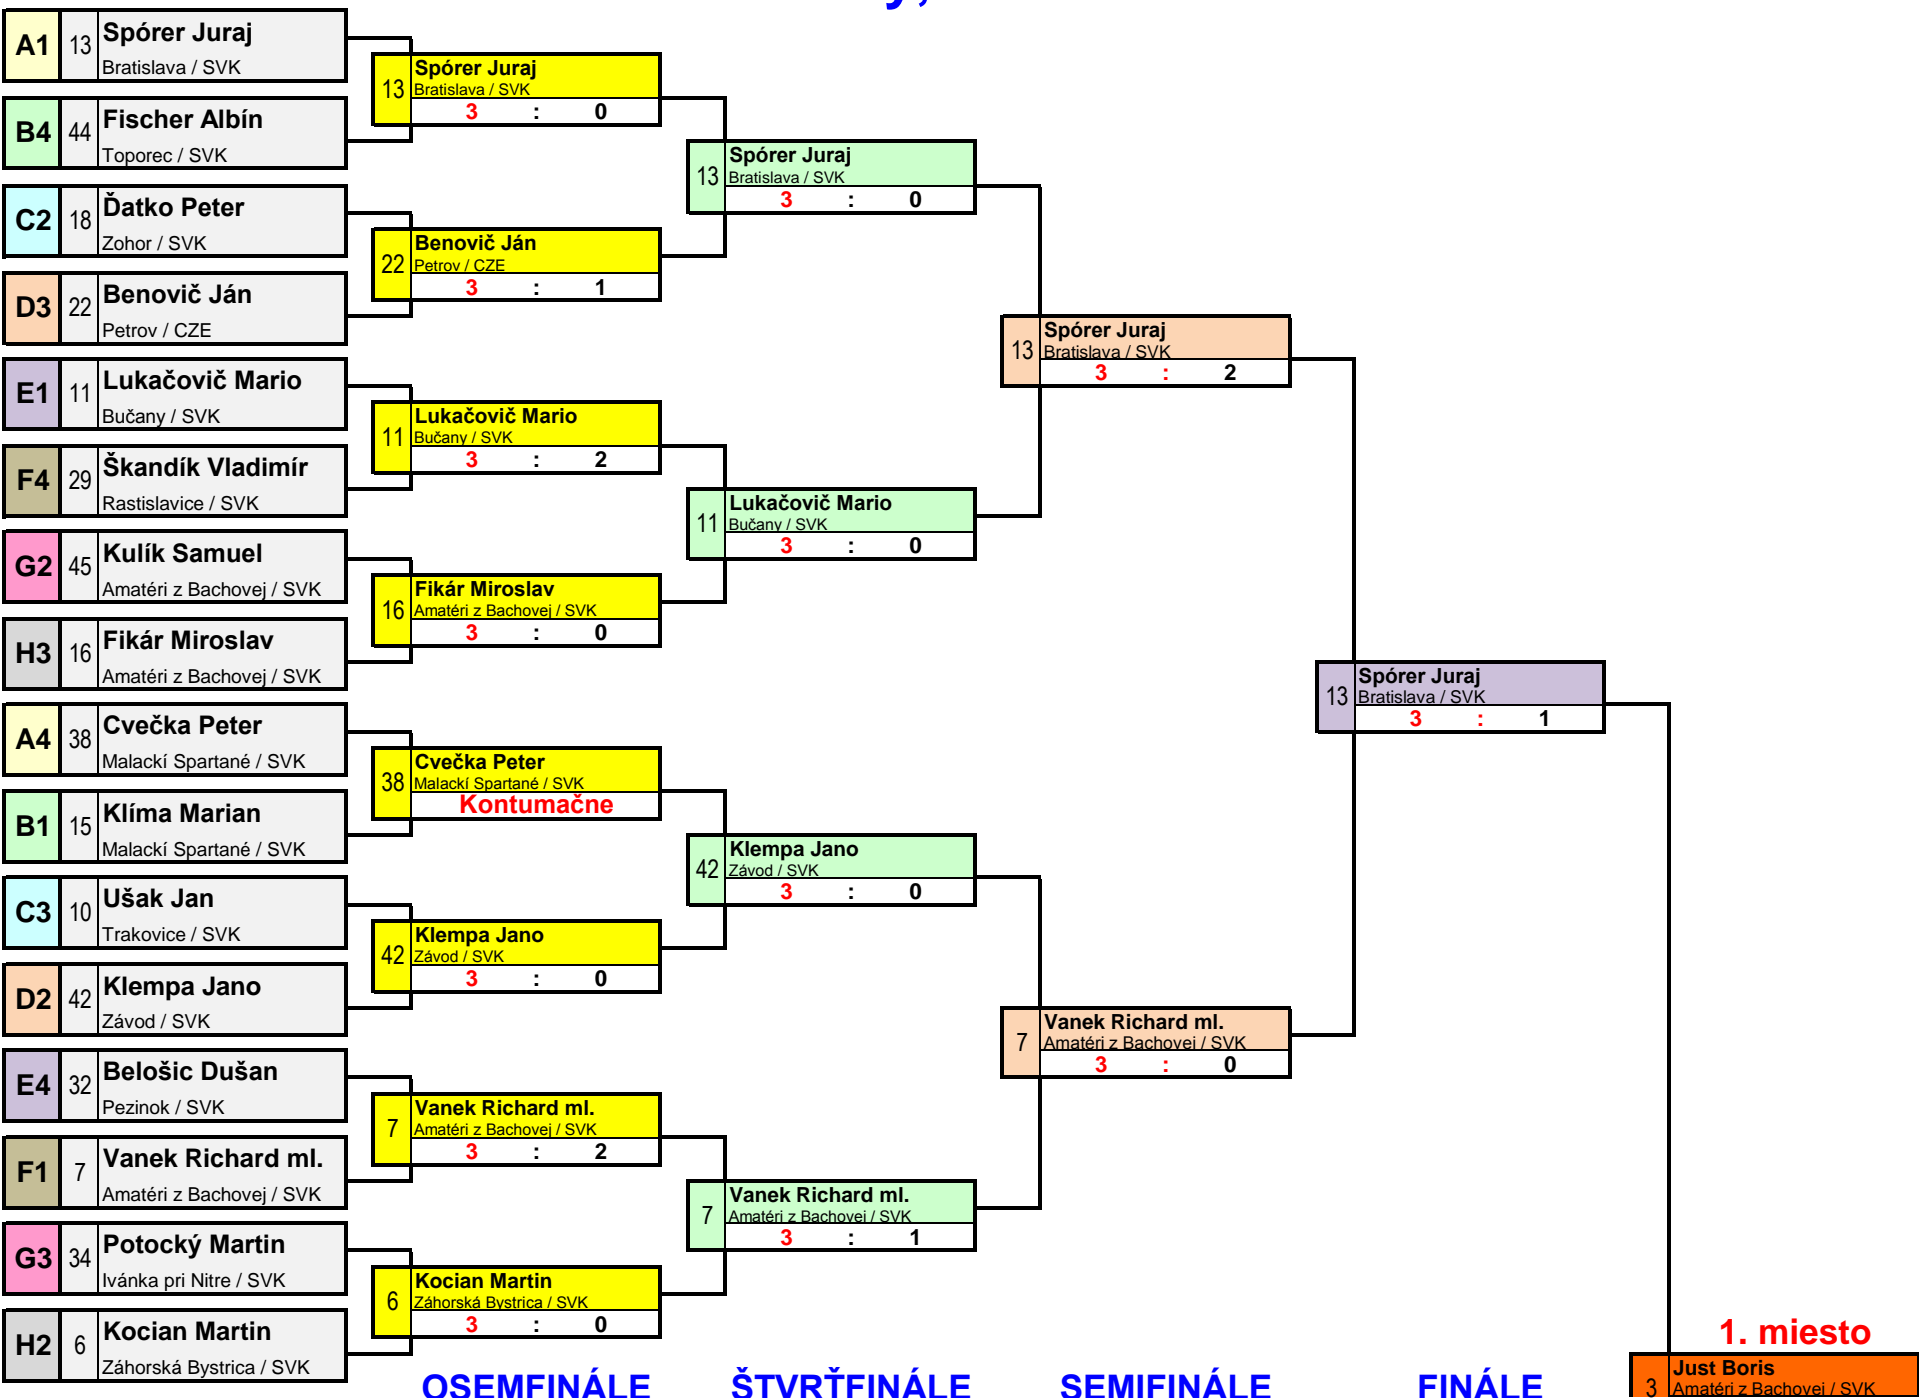 A1 13 Spórer Juraj
Bratislava / SVK
B4 44 Fischer Albín
Toporec / SVK
C2 18 Ďatko Peter
Zohor / SVK
D3 22 Benovič Ján
Petrov / CZE
E1 11 Lukačovič Mario
Bučany / SVK
F4 29 Škandík Vladimír
Rastislavice / SVK
G2 45 Kulík Samuel
Amatéri z Bachovej / SVK
H3 16 Fikár Miroslav
Amatéri z Bachovej / SVK
A4 38 Cvečka Peter
Malackí Spartané / SVK
B1 15 Klíma Marian
Malackí Spartané / SVK
C3 10 Ušak Jan
Trakovice / SVK
D2 42 Klempa Jano
Závod / SVK
E4 32 Belošic Dušan
Pezinok / SVK
F1 7 Vanek Richard ml.
Amatéri z Bachovej / SVK
G3 34 Potocký Martin
Ivánka pri Nitre / SVK
H2 6 Kocian Martin
Záhorská Bystrica / SVK
13 Spórer Juraj
Bratislava / SVK
3 : 0
22 Benovič Ján
Petrov / CZE
3 : 1
11 Lukačovič Mario
Bučany / SVK
3 : 2
16 Fikár Miroslav
Amatéri z Bachovej / SVK
3 : 0
38 Cvečka Peter
Malackí Spartané / SVK
Kontumačne
42 Klempa Jano
Závod / SVK
3 : 0
7 Vanek Richard ml.
Amatéri z Bachovej / SVK
3 : 2
6 Kocian Martin
Záhorská Bystrica / SVK
3 : 0
OSEMFINÁLE
13 Spórer Juraj
Bratislava / SVK
3 : 0
11 Lukačovič Mario
Bučany / SVK
3 : 0
42 Klempa Jano
Závod / SVK
3 : 0
7 Vanek Richard ml.
Amatéri z Bachovej / SVK
3 : 1
ŠTVRŤFINÁLE
13 Spórer Juraj
Bratislava / SVK
3 : 2
7 Vanek Richard ml.
Amatéri z Bachovej / SVK
3 : 0
SEMIFINÁLE
13 Spórer Juraj
Bratislava / SVK
3 : 1
FINÁLE
1. miesto
3 Just Boris
Amatéri z Bachovej / SVK